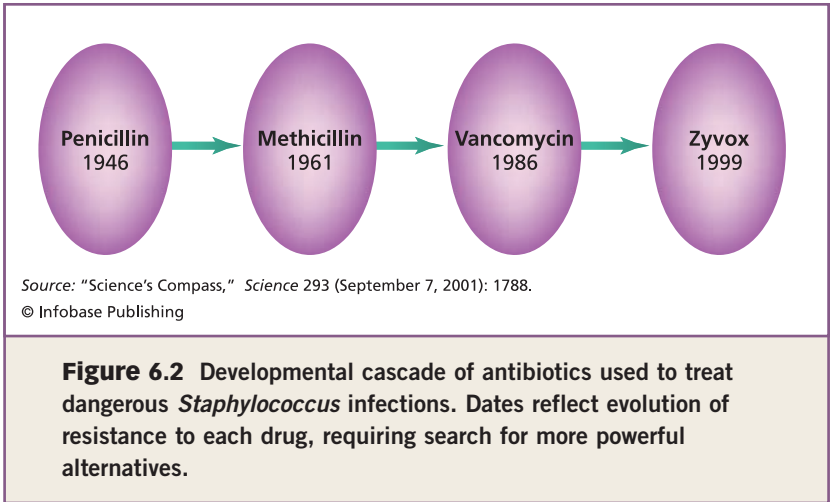 Penicillin
1946
Methicillin
1961
Vancomycin
1986
Zyvox
1999
Source: “Science’s Compass,” Science 293 (September 7, 2001): 1788.
© Infobase Publishing
Figure 6.2 Developmental cascade of antibiotics used to treat
dangerous Staphylococcus infections. Dates reflect evolution of
resistance to each drug, requiring search for more powerful
alternatives.